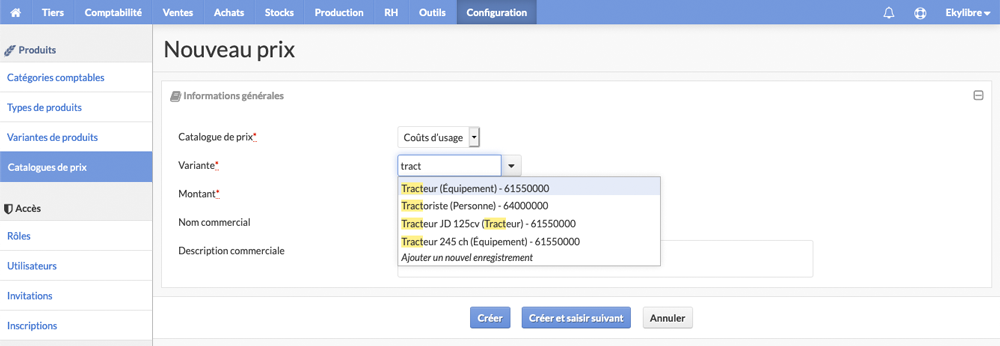 Tiers Comptabilité Ventes Achats Stocks Production RH Outils Configuration Ekylibre
Produits
Catégories comptables
Types de produits
Variantes de produits
Catalogues de prix
Accès
Rôles
Utilisateurs
Invitations
Inscriptions
Nouveau prix
Informations générales
Catalogue de prix* Coûts d'usage
Variante* tract
Montant*
Nom commercial
Description commerciale
Tracteur (Équipement) - 61550000
Tractoriste (Personne) - 64000000
Tracteur JD 125cv (Tracteur) - 61550000
Tracteur 245 ch (Équipement) - 61550000
Ajouter un nouvel enregistrement
Créer Créer et saisir suivant Annuler